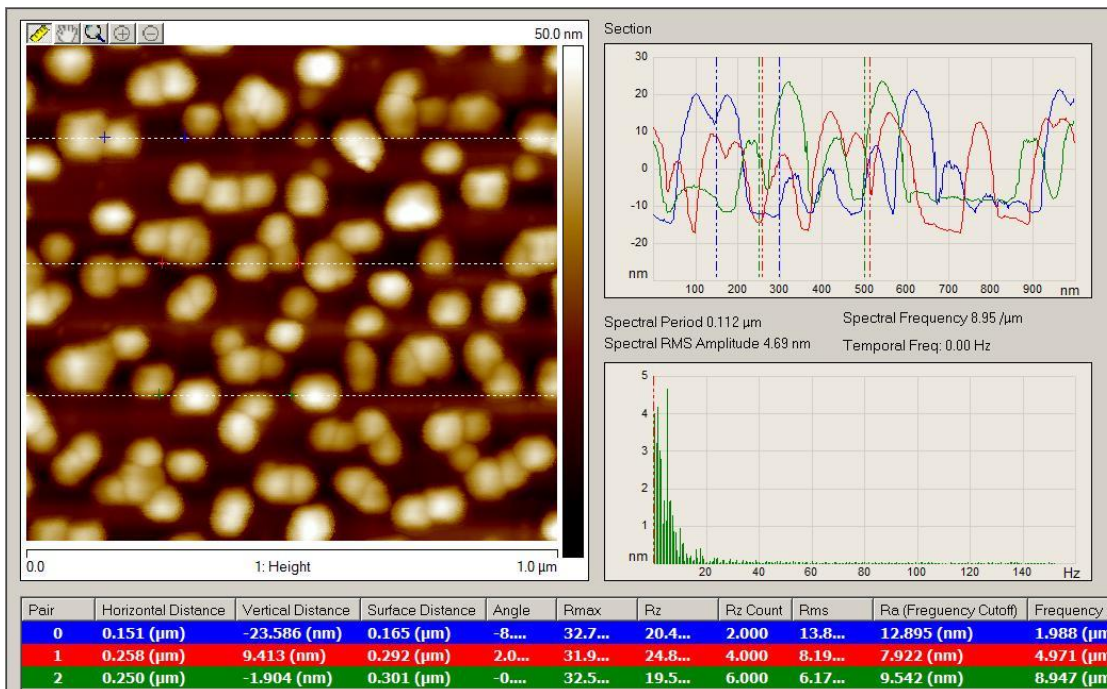 50.0 nm
Section
30
20
10
0
-10
-20
nm
100 200 300 400 500 600 700 800 900 nm
Spectral Period 0.112 µm
Spectral Frequency 8.95 /µm
Spectral RMS Amplitude 4.69 nm
Temporal Freq: 0.00 Hz
5
4
3
2
1
nm
20 40 60 80 100 120 140 Hz
0.0 1: Height 1.0 µm
Pair Horizontal Distance Vertical Distance Surface Distance Angle Rmax Rz Rz Count Rms Ra (Freguency Cutoff) Frequency
0 0.151 (µm) -23.586 (nm) 0.165 (µm) -8.... 32.7... 20.4... 2.000 13.8... 12.895 (nm) 1.988 (µm
1 0.258 (µm) 9.413 (nm) 0.292 (µm) 2.0... 31.9... 24.8... 4.000 8.19... 7.922 (nm) 4.971 (µm
2 0.250 (µm) -1.904 (nm) 0.301 (µm) -0.... 32.5... 19.5... 6.000 6.17... 9.542 (nm) 8.947 (µm